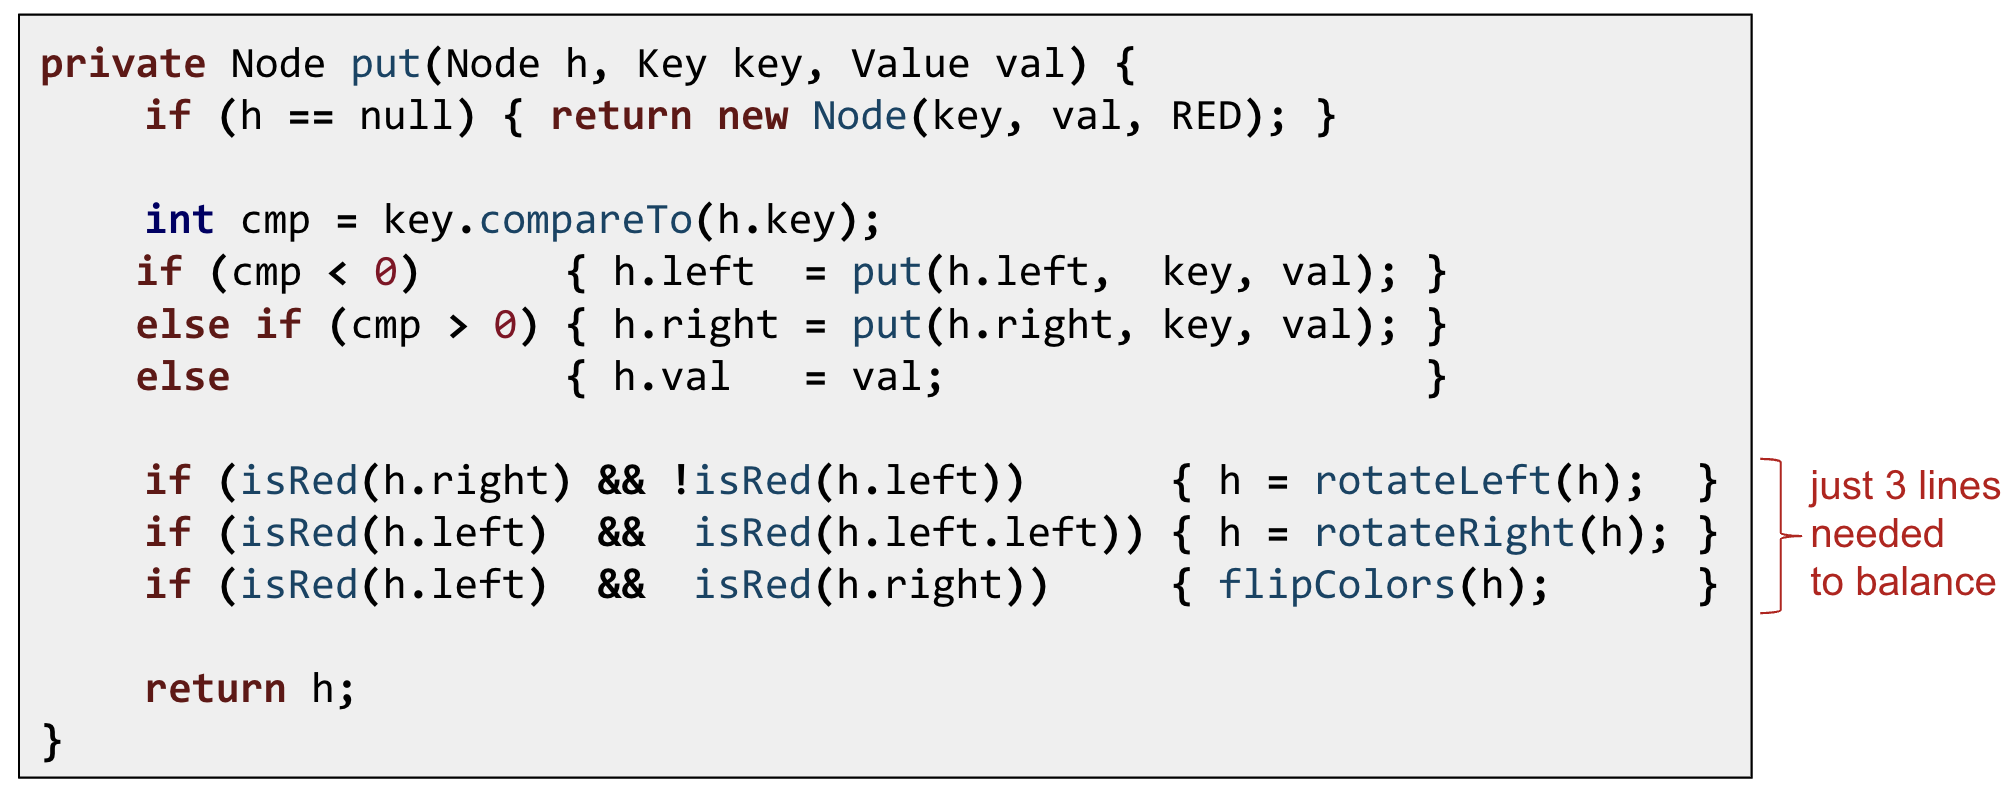 private Node put(Node h, Key key, Value val) {
if (h == null) { return new Node(key, val, RED); }
int cmp = key.compareTo(h.key);
if (cmp < 0) { h.left = put(h.left, key, val); }
else if (cmp > 0) { h.right = put(h.right, key, val); }
else { h.val = val; }
if (isRed(h.right) && !isRed(h.left)) { h = rotateLeft(h); }
if (isRed(h.left) && isRed(h.left.left)) { h = rotateRight(h); }
if (isRed(h.left) && isRed(h.right)) { flipColors(h); }
return h;
}
just 3 lines
needed
to balance